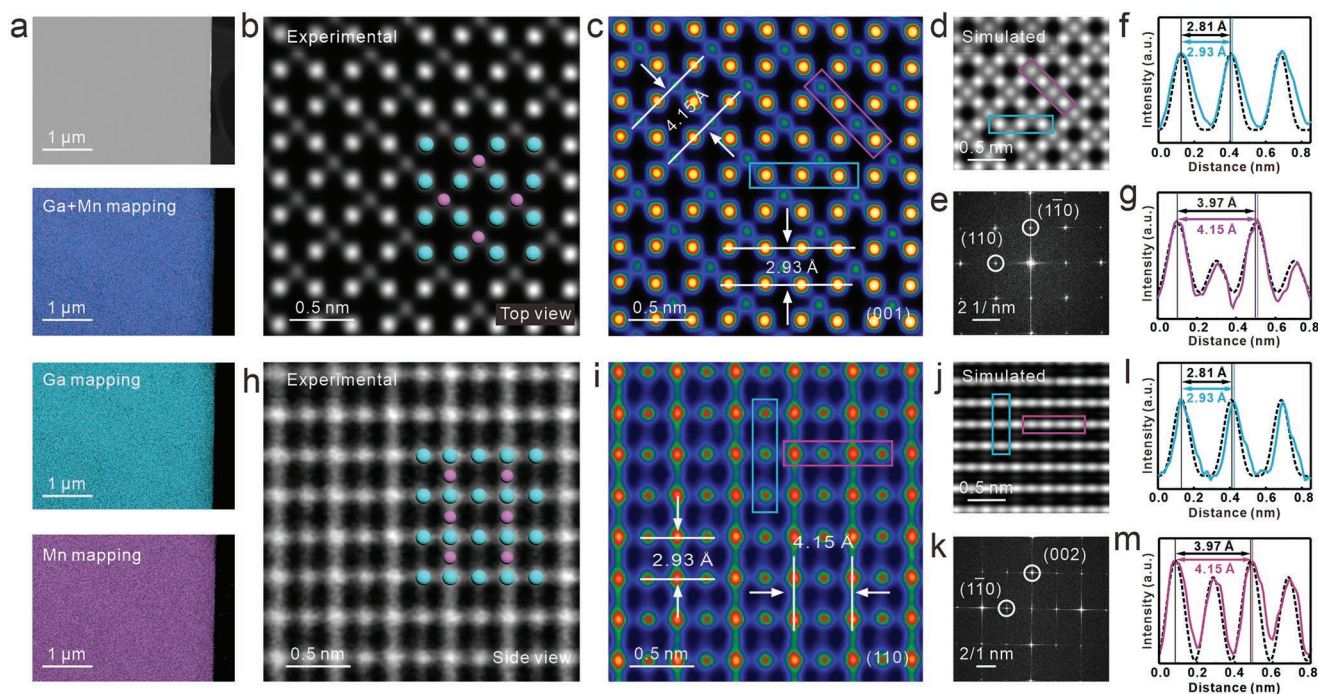 a
1 μm
Ga+Mn mapping
1 μm
Ga mapping
1 μm
Mn mapping
1 μm
b
Experimental
0.5 nm
Top view
c
4.15 Å
2.93 Å
0.5 nm
(001)
d
Simulated
0.5 nm
e
(11̄0)
(110)
2 1/ nm
f
Intensity (a.u.)
2.81 Å
2.93 Å
0.0 0.2 0.4 0.6 0.8
Distance (nm)
g
Intensity (a.u.)
3.97 Å
4.15 Å
0.0 0.2 0.4 0.6 0.8
Distance (nm)
h
Experimental
0.5 nm
Side view
i
2.93 Å
4.15 Å
0.5 nm
(110)
j
Simulated
0.5 nm
k
(002)
(11̄0)
2/1 nm
l
Intensity (a.u.)
2.81 Å
2.93 Å
0.0 0.2 0.4 0.6 0.8
Distance (nm)
m
Intensity (a.u.)
3.97 Å
4.15 Å
0.0 0.2 0.4 0.6 0.8
Distance (nm)